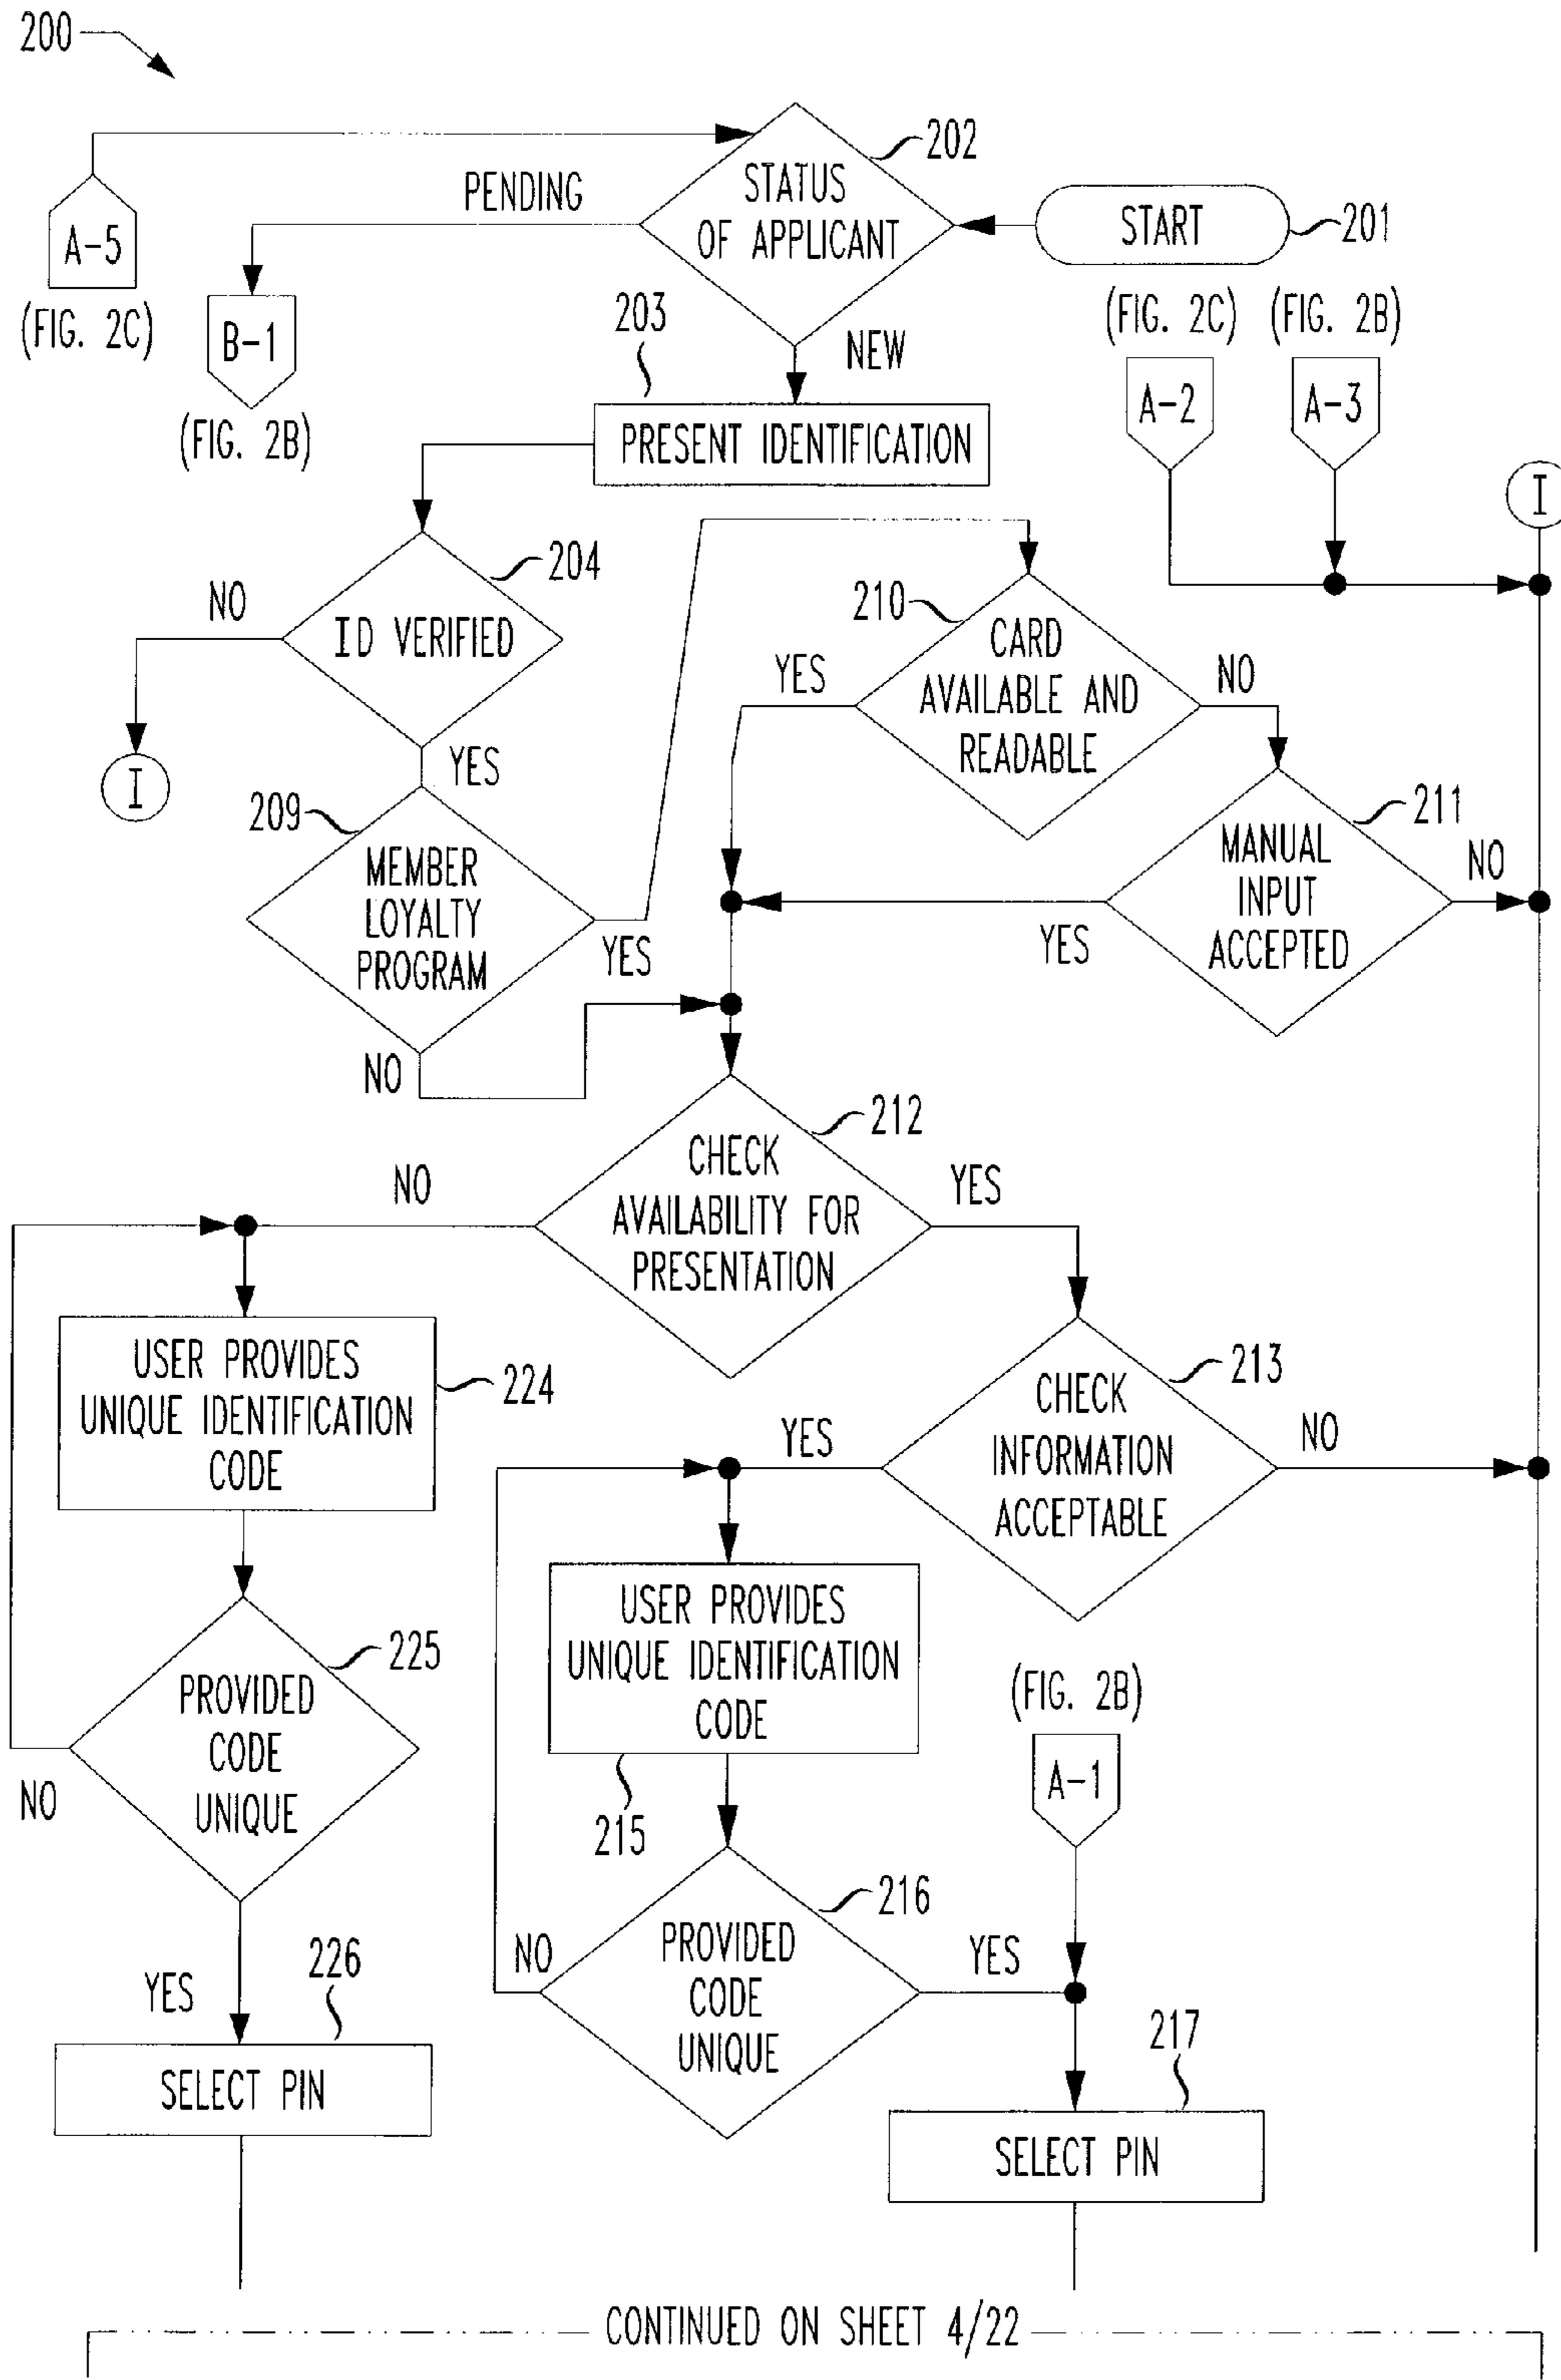 200
202
STATUS
OF APPLICANT
PENDING
START
201
A-5
(FIG. 2C)
B-1
(FIG. 2B)
203
NEW
(FIG. 2C)
(FIG. 2B)
A-2
A-3
PRESENT IDENTIFICATION
I
204
NO
ID VERIFIED
YES
I
210
CARD
AVAILABLE AND
READABLE
YES
NO
209
MEMBER
LOYALTY
PROGRAM
YES
NO
211
MANUAL
INPUT
ACCEPTED
NO
YES
212
CHECK
AVAILABILITY FOR
PRESENTATION
NO
YES
USER PROVIDES
UNIQUE IDENTIFICATION
CODE
224
213
CHECK
INFORMATION
ACCEPTABLE
YES
NO
USER PROVIDES
UNIQUE IDENTIFICATION
CODE
215
225
PROVIDED
CODE
UNIQUE
NO
YES
(FIG. 2B)
A-1
216
PROVIDED
CODE
UNIQUE
NO
YES
226
SELECT PIN
217
SELECT PIN
CONTINUED ON SHEET 4/22